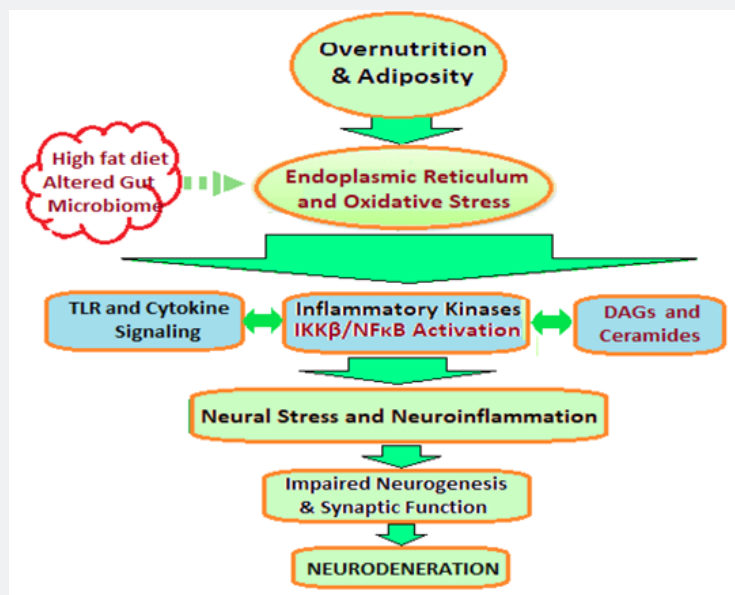 Overnutrition
& Adiposity
High fat diet
Altered Gut
Microbiome
Endoplasmic Reticulum
and Oxidative Stress
TLR and Cytokine
Signaling
Inflammatory Kinases
IKKβ/NFκB Activation
DAGs and
Ceramides
Neural Stress and Neuroinflammation
Impaired Neurogenesis
& Synaptic Function
NEURODENERATION